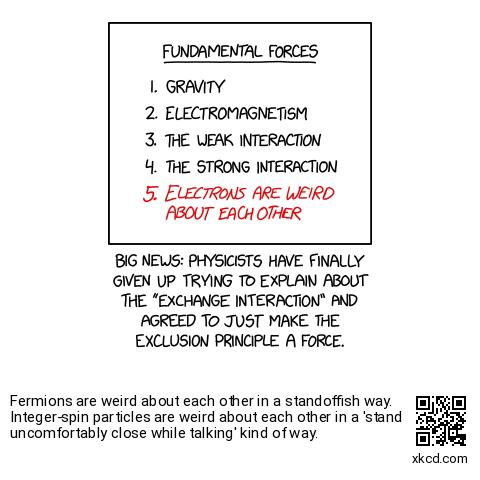 FUNDAMENTAL FORCES
1. GRAVITY
2. ELECTROMAGNETISM
3. THE WEAK INTERACTION
4. THE STRONG INTERACTION
5. ELECTRONS ARE WEIRD
ABOUT EACH OTHER
BIG NEWS: PHYSICISTS HAVE FINALLY
GIVEN UP TRYING TO EXPLAIN ABOUT
THE "EXCHANGE INTERACTION" AND
AGREED TO JUST MAKE THE
EXCLUSION PRINCIPLE A FORCE.
Fermions are weird about each other in a standoffish way.
Integer-spin particles are weird about each other in a 'stand
uncomfortably close while talking' kind of way.
xkcd.com